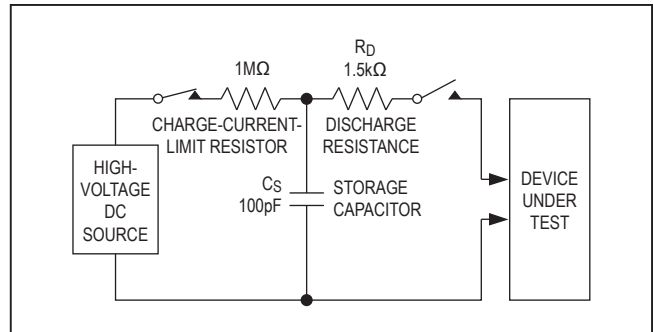 RD
1MΩ
1.5kΩ
CHARGE-CURRENT-
LIMIT RESISTOR
DISCHARGE
RESISTANCE
HIGH-
VOLTAGE
DC
SOURCE
CS
100pF
STORAGE
CAPACITOR
DEVICE
UNDER
TEST